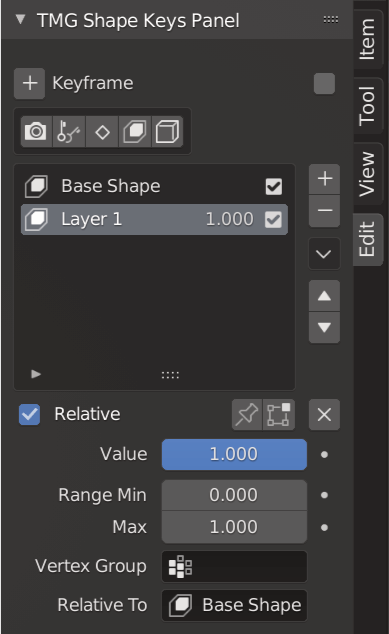 TMG Shape Keys Panel
Item
Keyframe
Tool
View
Base Shape
Layer 1 1.000
Edit
Relative
Value 1.000
Range Min 0.000
Max 1.000
Vertex Group
Relative To Base Shape